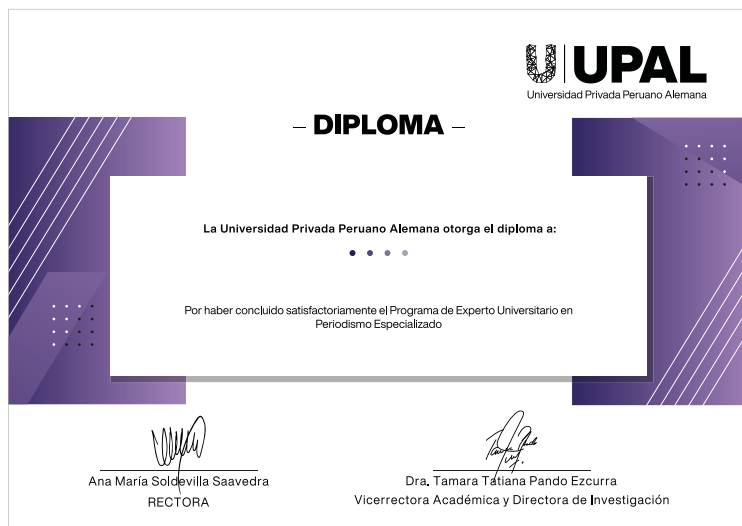 UPAL
Universidad Privada Peruano Alemana
– DIPLOMA –
La Universidad Privada Peruano Alemana otorga el diploma a:
Por haber concluido satisfactoriamente el Programa de Experto Universitario en
Periodismo Especializado
Ana María Soldevilla Saavedra
RECTORA
Dra. Tamara Tatiana Pando Ezcurra
Vicerrectora Académica y Directora de Investigación